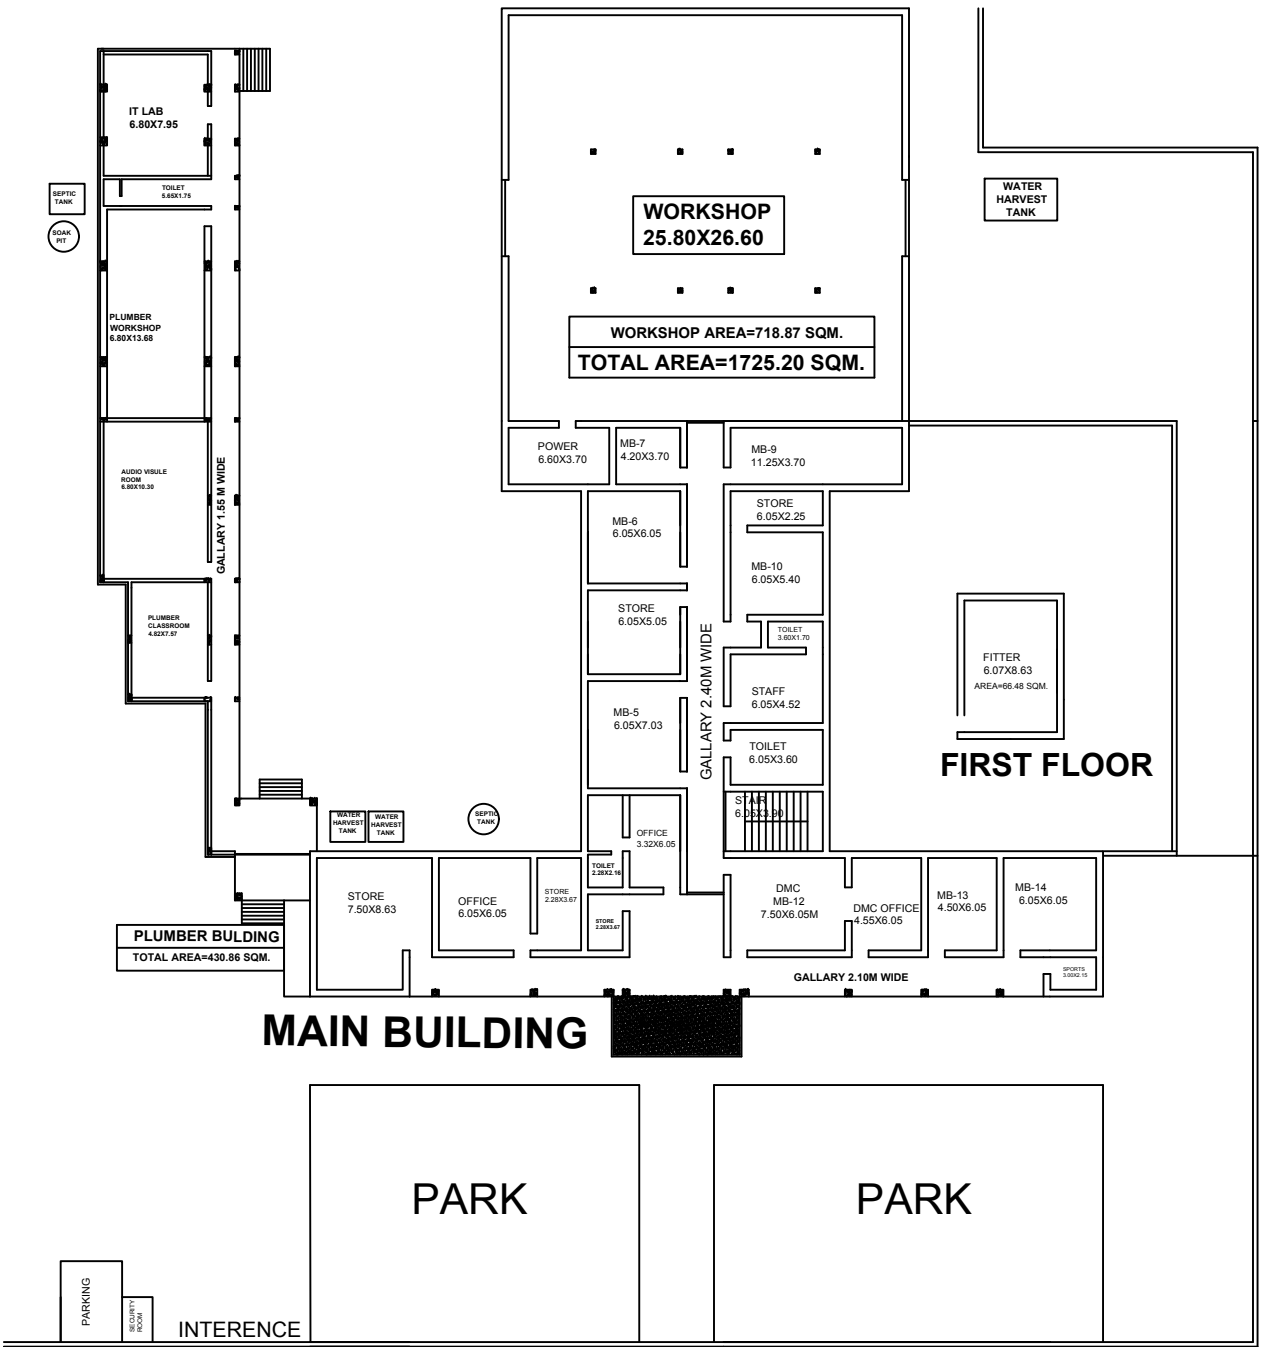 IT LAB
6.80X7.95
SEPTIC
TANK
TOILET
5.65X1.75
SOAK
PIT
PLUMBER
WORKSHOP
6.80X13.68
AUDIO VISULE
ROOM
6.80X10.30
GALLARY 1.55 M WIDE
PLUMBER
CLASSROOM
4.82X7.57
WORKSHOP
25.80X26.60
WORKSHOP AREA=718.87 SQM.
TOTAL AREA=1725.20 SQM.
WATER
HARVEST
TANK
POWER
6.60X3.70
MB-7
4.20X3.70
MB-9
11.25X3.70
MB-6
6.05X6.05
STORE
6.05X2.25
MB-10
6.05X5.40
STORE
6.05X5.05
TOILET
3.60X1.70
GALLARY 2.40M WIDE
STAFF
6.05X4.52
MB-5
6.05X7.03
TOILET
6.05X3.60
STAIR
6.05X3.90
FITTER
6.07X8.63
AREA=66.48 SQM.
FIRST FLOOR
WATER
HARVEST
TANK
WATER
HARVEST
TANK
SEPTIC
TANK
OFFICE
3.32X6.05
TOILET
2.28X2.16
STORE
7.50X8.63
OFFICE
6.05X6.05
STORE
2.28X3.67
STORE
2.28X3.67
DMC
MB-12
7.50X6.05M
DMC OFFICE
4.55X6.05
MB-13
4.50X6.05
MB-14
6.05X6.05
SPORTS
3.00X2.15
GALLARY 2.10M WIDE
PLUMBER BULDING
TOTAL AREA=430.86 SQM.
MAIN BUILDING
PARK
PARK
PARKING
SECURITY
ROOM
INTERENCE